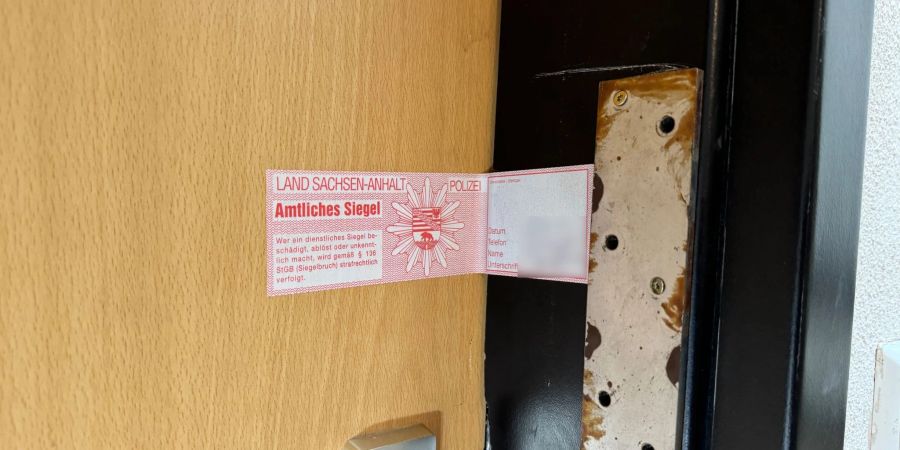 LAND SACHSEN-ANHALT POLIZEI
Amtliches Siegel
Wer ein dienstliches Siegel be-
schädigt, ablöst oder unkennt-
lich macht, wird gemäß § 136
StGB (Siegelbruch) strafrechtlich
verfolgt.
Datum
Telefon
Name
Unterschrift